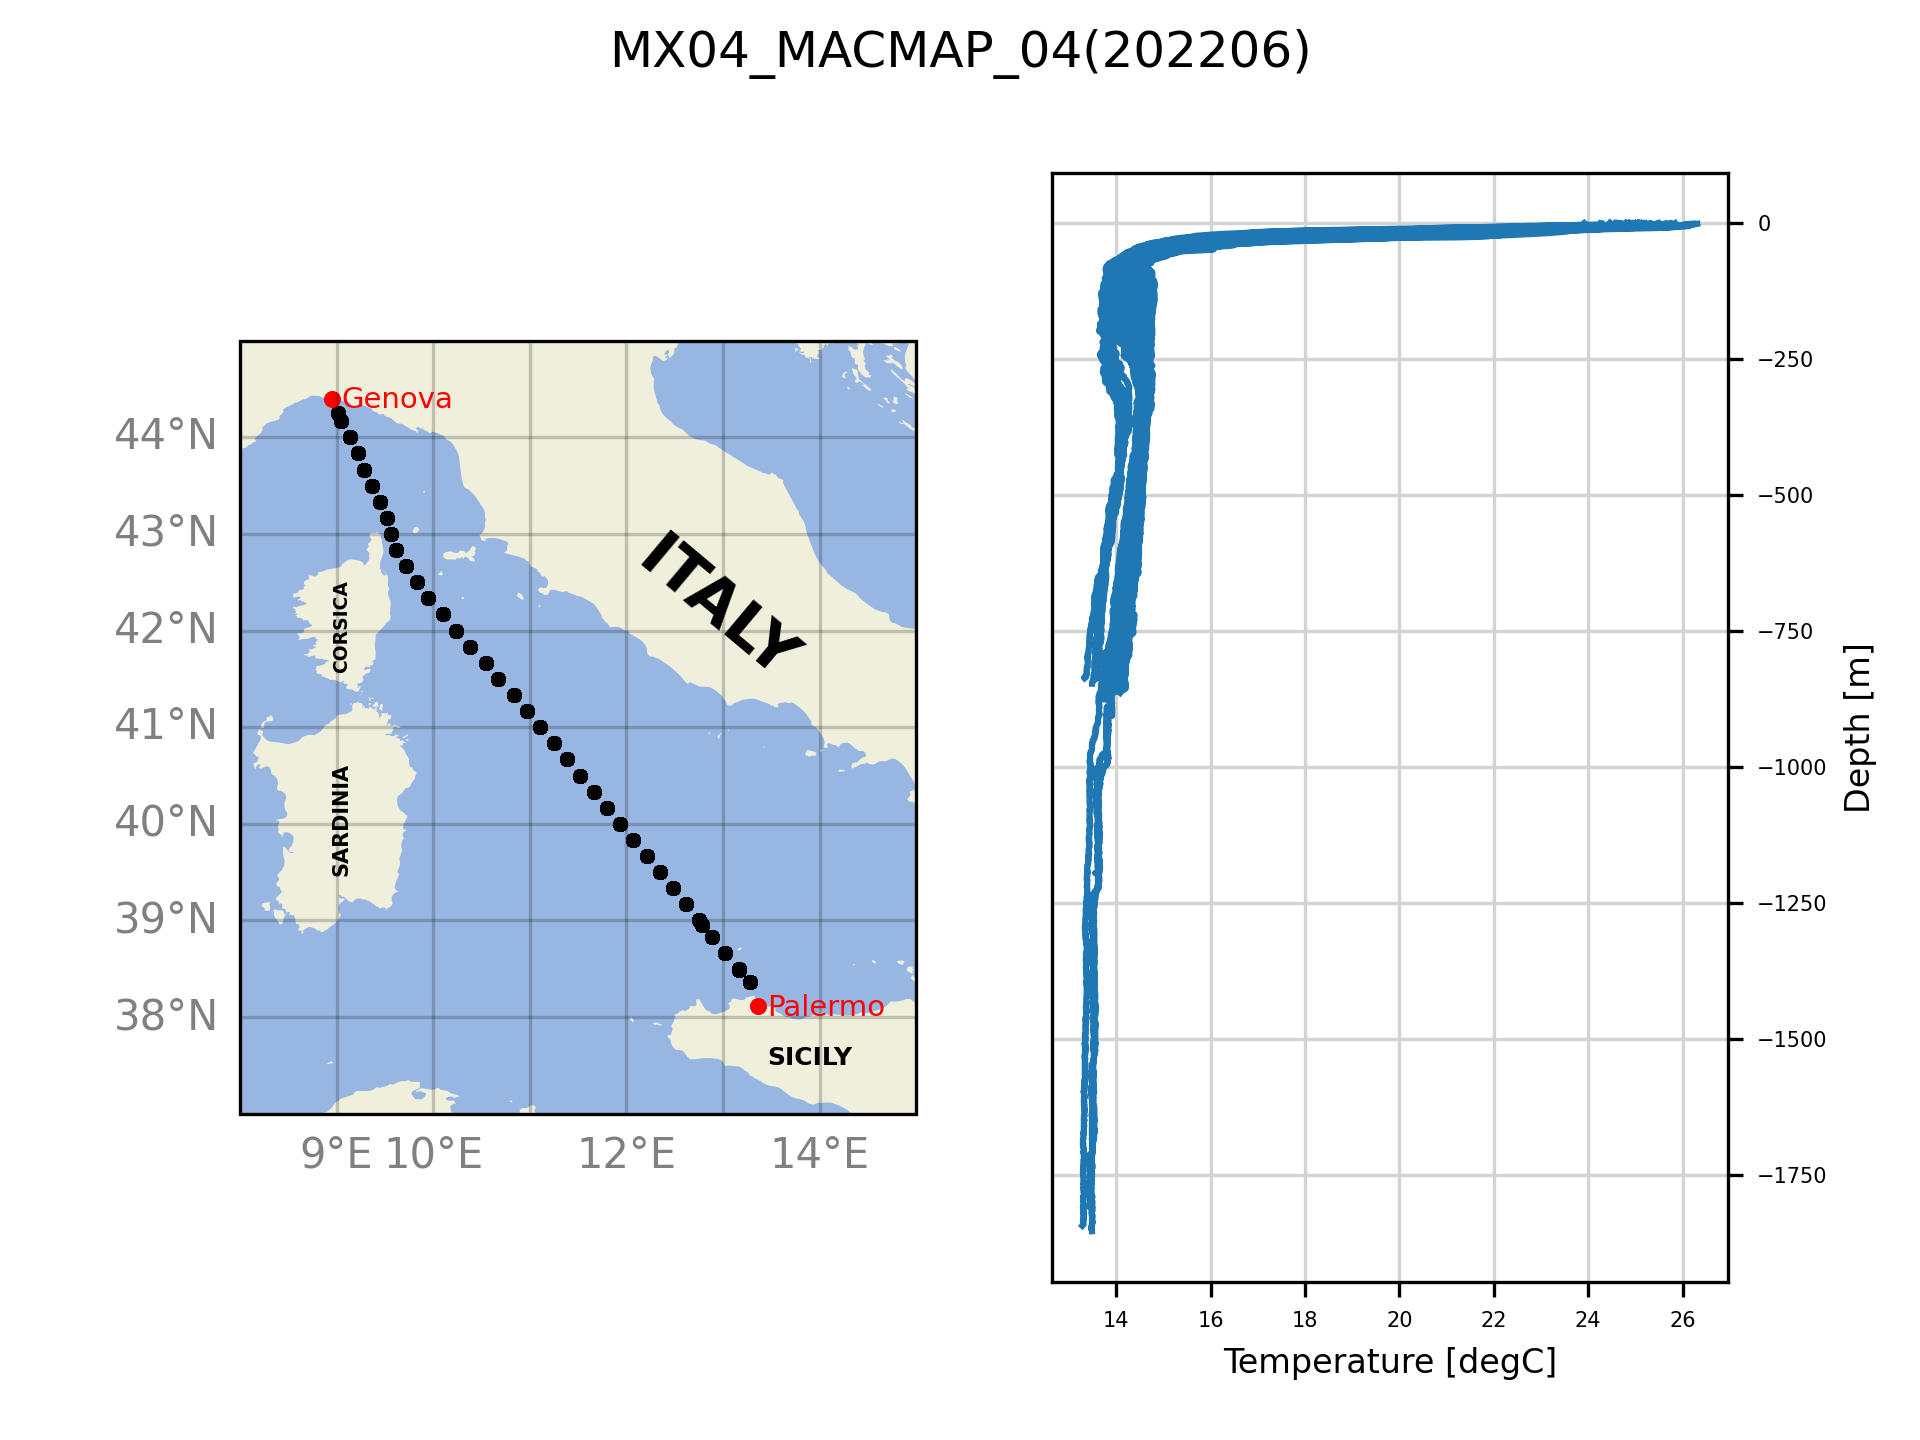 MX04_MACMAP_04(202206)
Genova
44°N
43°N
42°N
41°N
40°N
39°N
38°N
ITALY
CORSICA
SARDINIA
Palermo
SICILY
9°E 10°E 12°E 14°E
0
−250
−500
−750
−1000
−1250
−1500
−1750
Depth [m]
14 16 18 20 22 24 26
Temperature [degC]